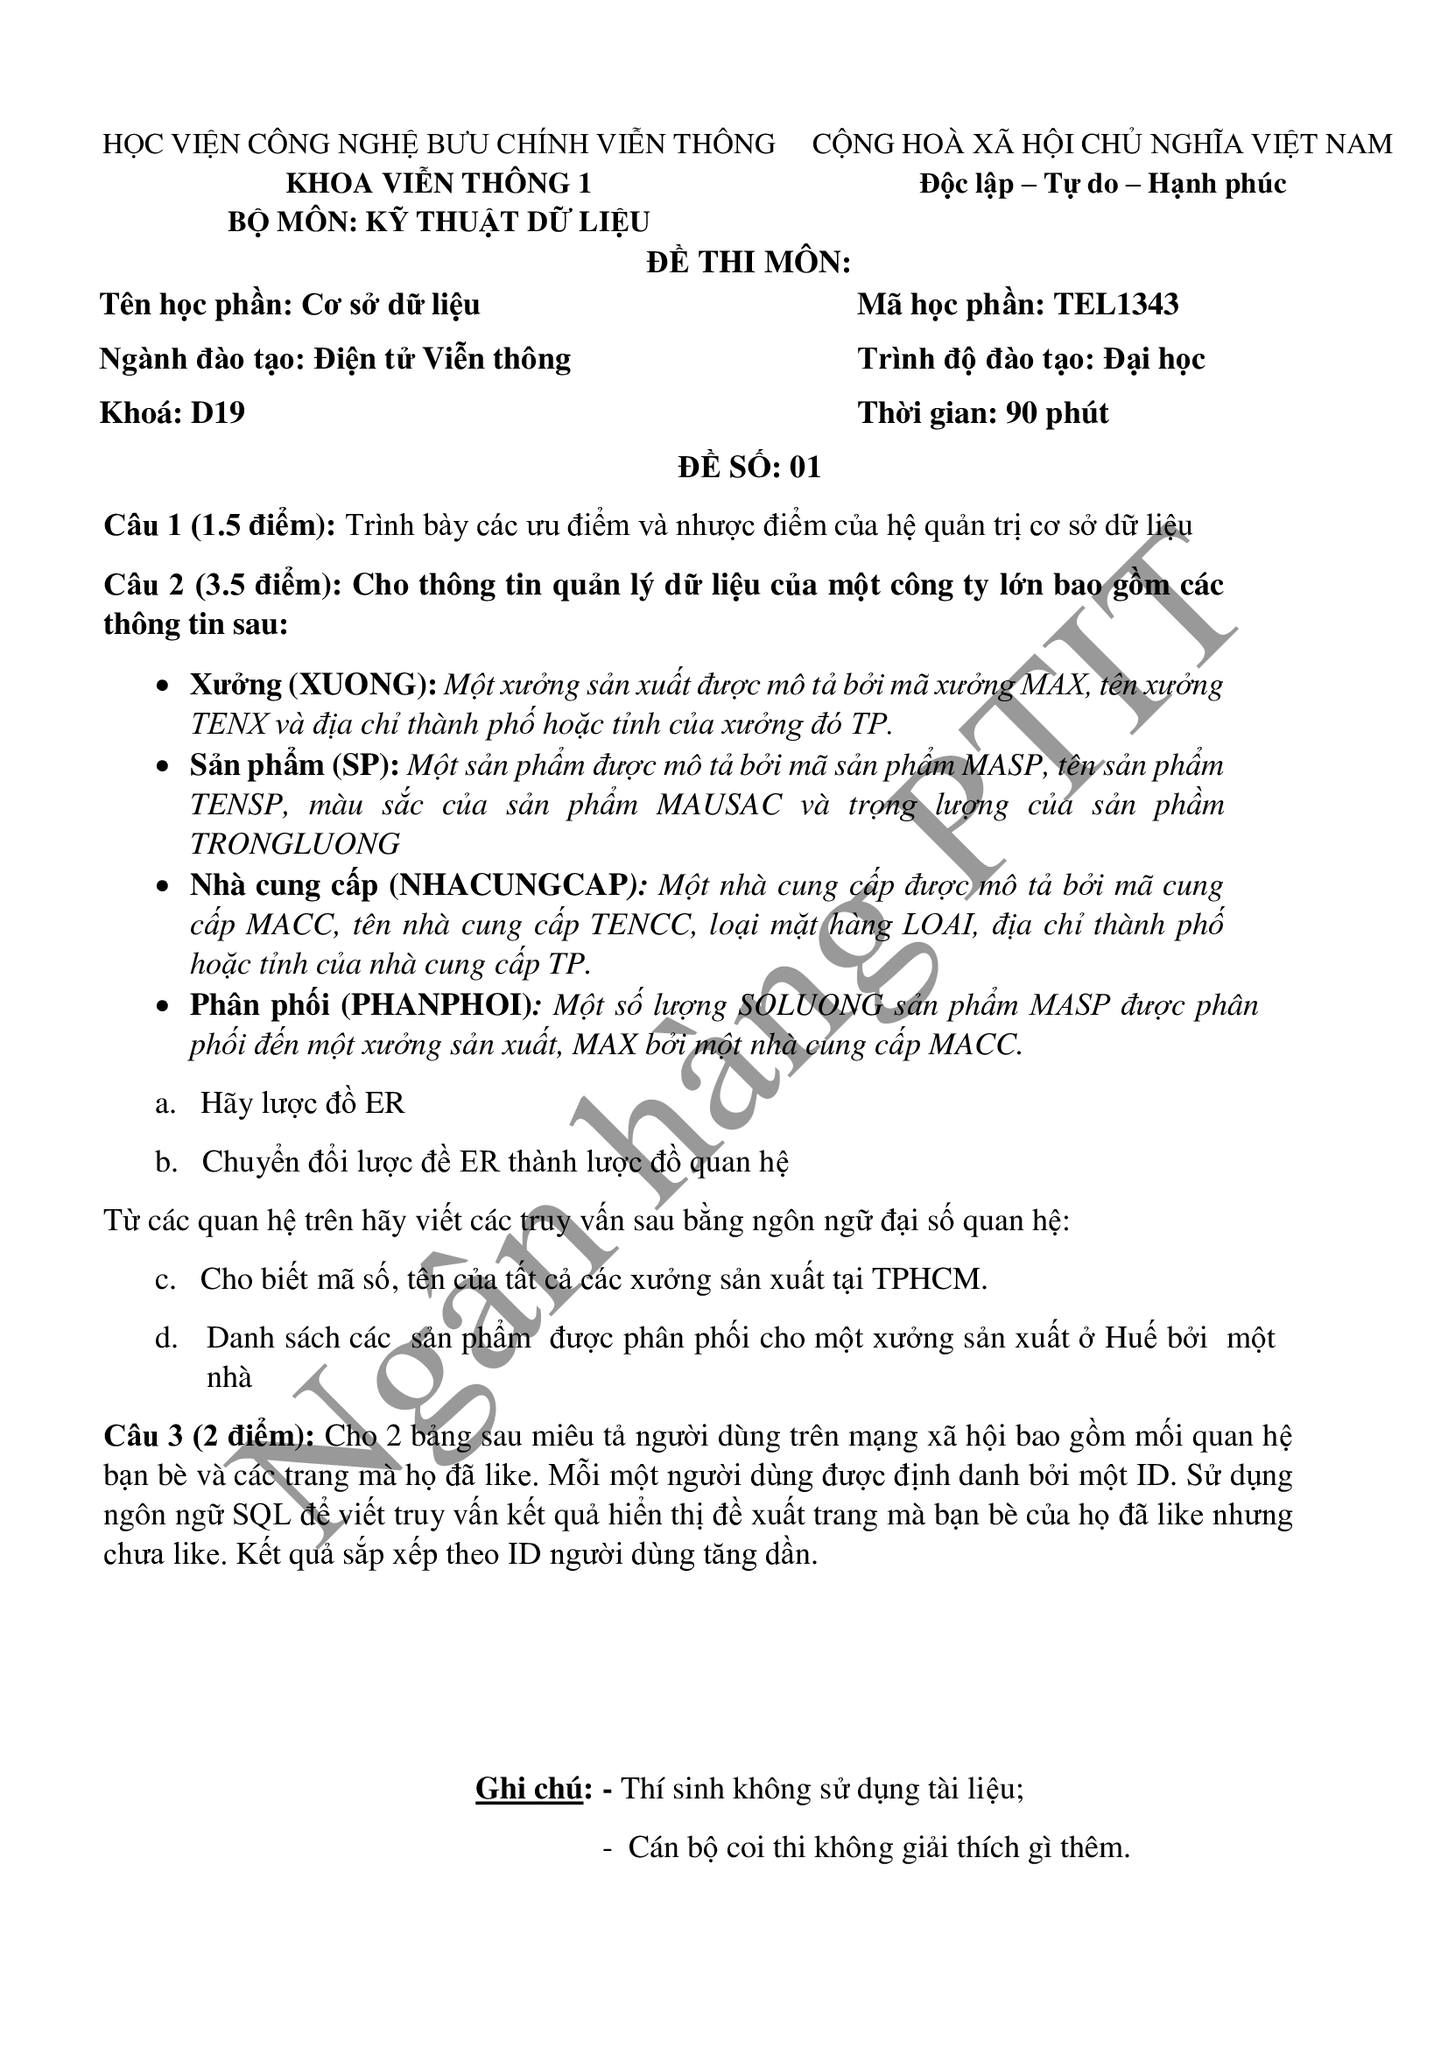 HỌC VIỆN CÔNG NGHỆ BƯU CHÍNH VIỄN THÔNG
CỘNG HOÀ XÃ HỘI CHỦ NGHĨA VIỆT NAM
KHOA VIỄN THÔNG 1
Độc lập – Tự do – Hạnh phúc
BỘ MÔN: KỸ THUẬT DỮ LIỆU
ĐỀ THI MÔN:
Tên học phần: Cơ sở dữ liệu
Mã học phần: TEL1343
Ngành đào tạo: Điện tử Viễn thông
Trình độ đào tạo: Đại học
Khoá: D19
Thời gian: 90 phút
ĐỀ SỐ: 01
Câu 1 (1.5 điểm): Trình bày các ưu điểm và nhược điểm của hệ quản trị cơ sở dữ liệu
Câu 2 (3.5 điểm): Cho thông tin quản lý dữ liệu của một công ty lớn bao gồm các
thông tin sau:
• Xưởng (XUONG): Một xưởng sản xuất được mô tả bởi mã xưởng MAX, tên xưởng
TENX và địa chỉ thành phố hoặc tỉnh của xưởng đó TP.
• Sản phẩm (SP): Một sản phẩm được mô tả bởi mã sản phẩm MASP, tên sản phẩm
TENSP, màu sắc của sản phẩm MAUSAC và trọng lượng của sản phầm
TRONGLUONG
• Nhà cung cấp (NHACUNGCAP): Một nhà cung cấp được mô tả bởi mã cung
cấp MACC, tên nhà cung cấp TENCC, loại mặt hàng LOAI, địa chỉ thành phố
hoặc tỉnh của nhà cung cấp TP.
• Phân phối (PHANPHOI): Một số lượng SOLUONG sản phẩm MASP được phân
phối đến một xưởng sản xuất, MAX bởi một nhà cung cấp MACC.
a. Hãy lược đồ ER
b. Chuyển đổi lược đề ER thành lược đồ quan hệ
Từ các quan hệ trên hãy viết các truy vấn sau bằng ngôn ngữ đại số quan hệ:
c. Cho biết mã số, tên của tất cả các xưởng sản xuất tại TPHCM.
d. Danh sách các sản phẩm được phân phối cho một xưởng sản xuất ở Huế bởi một
nhà
Câu 3 (2 điểm): Cho 2 bảng sau miêu tả người dùng trên mạng xã hội bao gồm mối quan hệ
bạn bè và các trang mà họ đã like. Mỗi một người dùng được định danh bởi một ID. Sử dụng
ngôn ngữ SQL để viết truy vấn kết quả hiển thị đề xuất trang mà bạn bè của họ đã like nhưng
chưa like. Kết quả sắp xếp theo ID người dùng tăng dần.
Ghi chú: - Thí sinh không sử dụng tài liệu;
- Cán bộ coi thi không giải thích gì thêm.
Ngân hàng PTIT